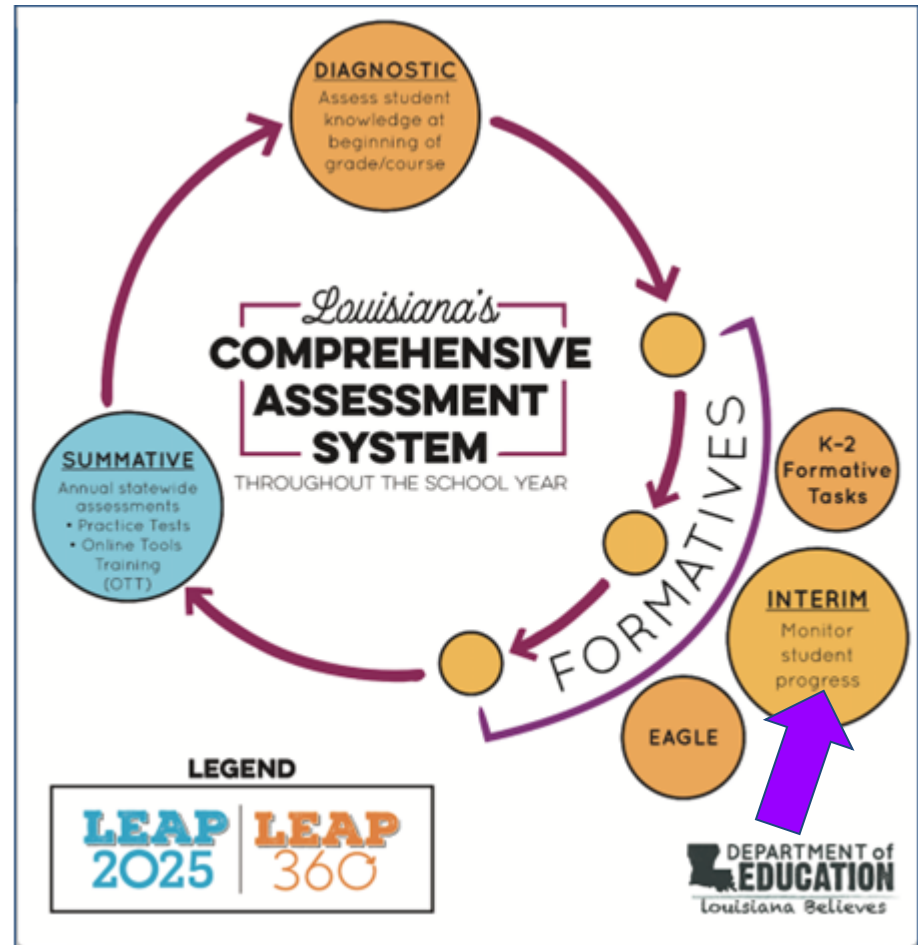 DIAGNOSTIC
Assess student
knowledge at
beginning of
grade/course
Louisiana's
COMPREHENSIVE
ASSESSMENT
SYSTEM
THROUGHOUT THE SCHOOL YEAR
SUMMATIVE
Annual statewide
assessments
• Practice Tests
• Online Tools
Training
(OTT)
FORMATIVES
K-2
Formative
Tasks
INTERIM
Monitor
student
progress
EAGLE
LEGEND
LEAP
2025
LEAP
360
DEPARTMENT of
EDUCATION
Louisiana Believes